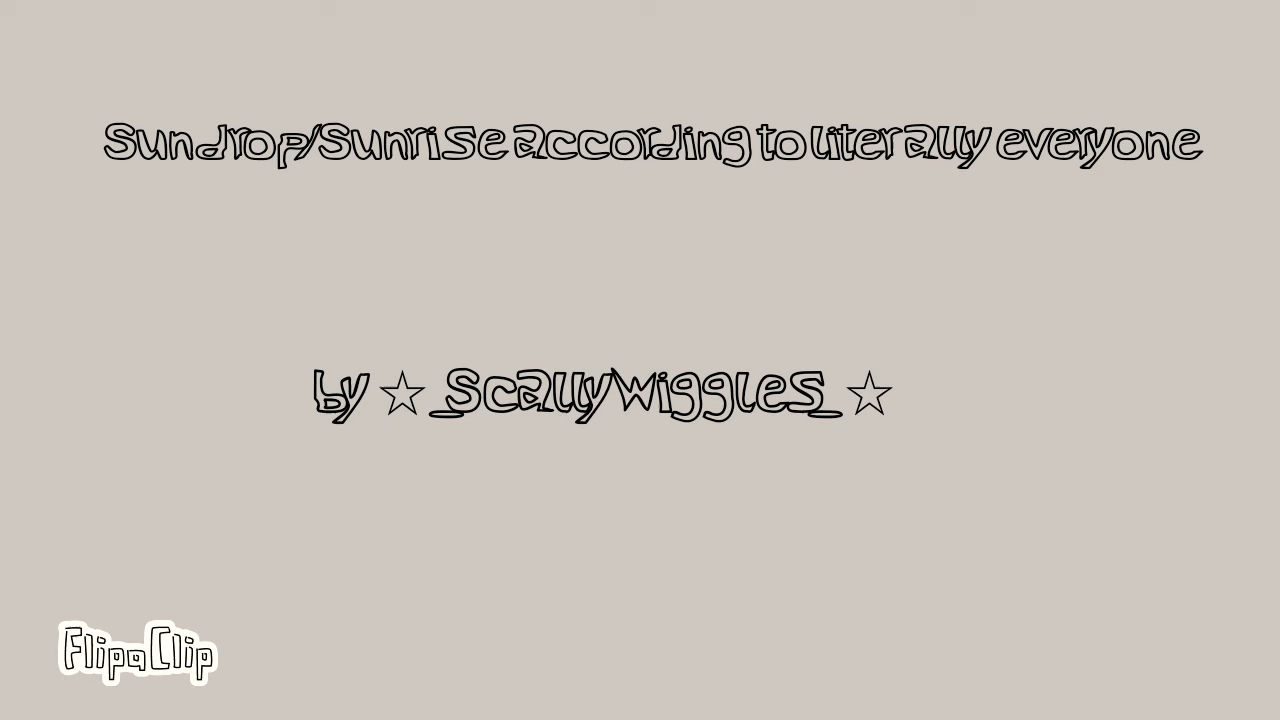 Sundrop/Sunrise according to literally everyone
by ☆ _ScallyWiggles_ ☆
FlipaClip